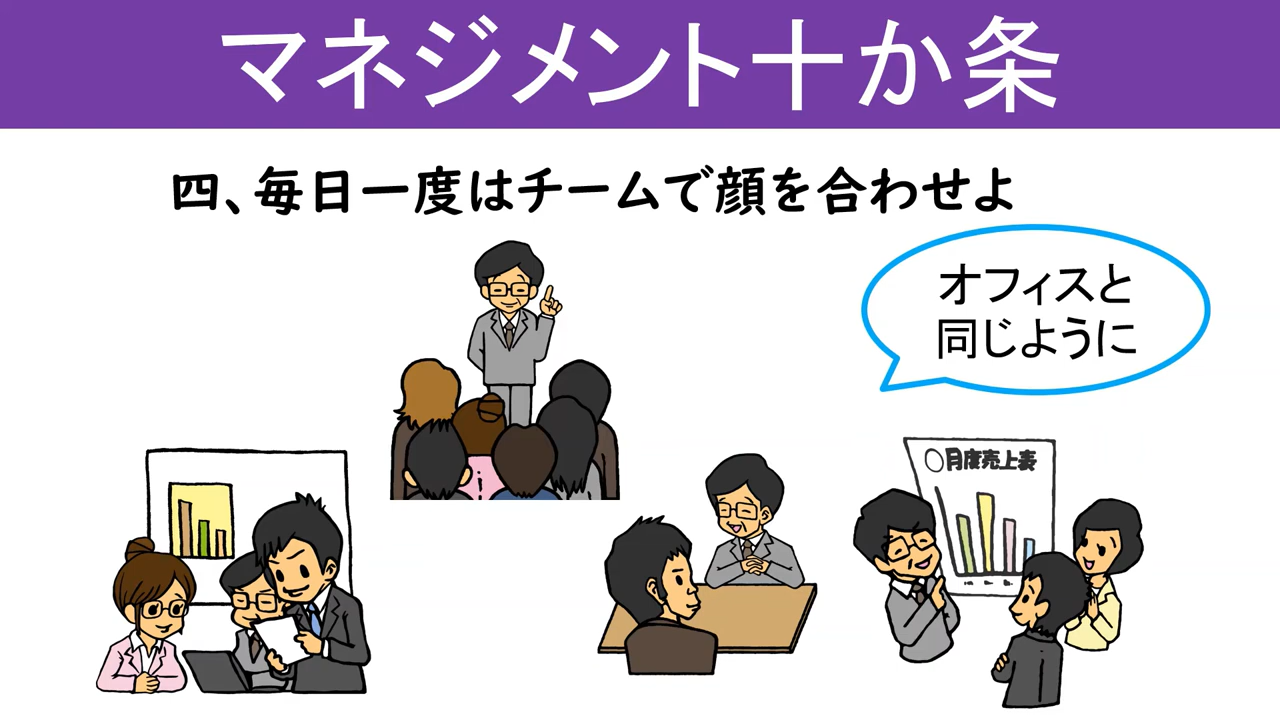 マネジメント十か条
四、毎日一度はチームで顔を合わせよ
オフィスと
同じように
○月度売上表